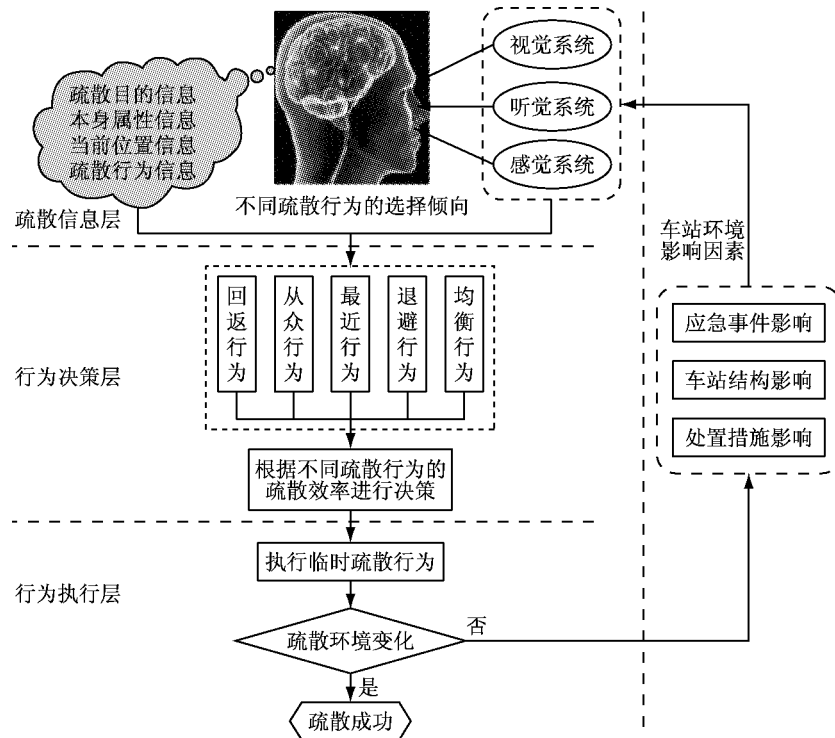 疏散目的信息
本身属性信息
当前位置信息
疏散行为信息
视觉系统
听觉系统
感觉系统
不同疏散行为的选择倾向
疏散信息层
车站环境
影响因素
回返行为
从众行为
最近行为
退避行为
均衡行为
行为决策层
应急事件影响
车站结构影响
处置措施影响
根据不同疏散行为的
疏散效率进行决策
执行临时疏散行为
行为执行层
疏散环境变化
否
是
疏散成功